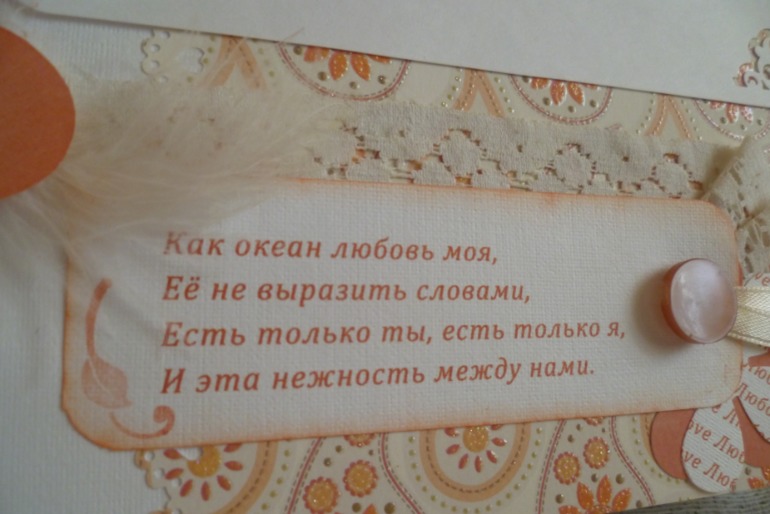 Как океан любовь моя,
Её не выразить словами,
Есть только ты, есть только я,
И эта нежность между нами.